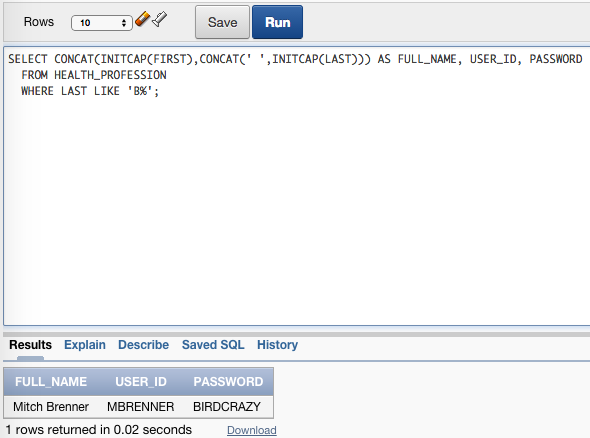 Rows 10 Save Run
SELECT CONCAT(INITCAP(FIRST),CONCAT(' ',INITCAP(LAST))) AS FULL_NAME, USER_ID, PASSWORD
FROM HEALTH_PROFESSION
WHERE LAST LIKE 'B%';
Results Explain Describe Saved SQL History
FULL_NAME USER_ID PASSWORD
Mitch Brenner MBRENNER BIRDCRAZY
1 rows returned in 0.02 seconds Download